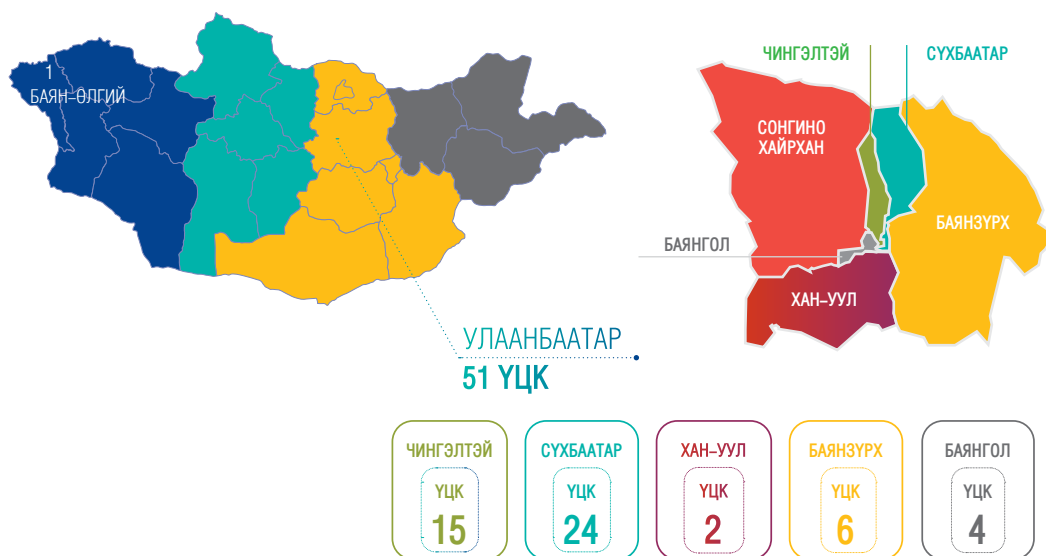 1
БАЯН-ӨЛГИЙ
УЛААНБААТАР
51 ҮЦК
ЧИНГЭЛТЭЙ
СҮХБААТАР
СОНГИНО
ХАЙРХАН
БАЯНЗҮРХ
БАЯНГОЛ
ХАН-УУЛ
ЧИНГЭЛТЭЙ
ҮЦК
15
СҮХБААТАР
ҮЦК
24
ХАН-УУЛ
ҮЦК
2
БАЯНЗҮРХ
ҮЦК
6
БАЯНГОЛ
ҮЦК
4